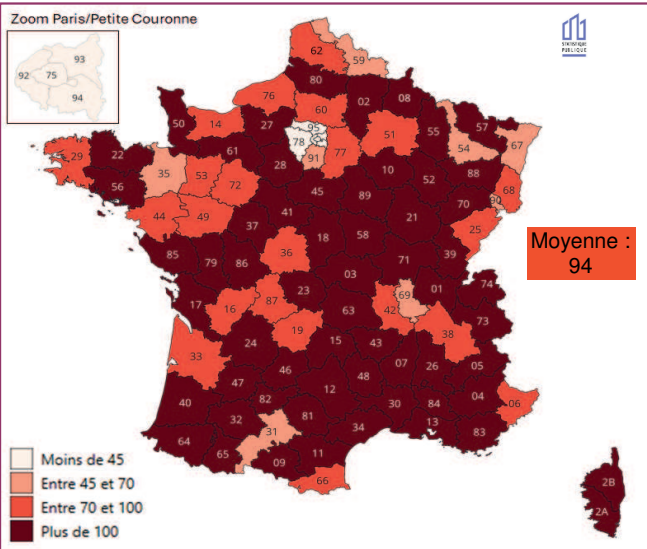 Zoom Paris/Petite Couronne
STATISTIQUE
PUBLIQUE
93
92 75
94
62 59
80
76 02 08
60
50 14 27 95 51 55 57
78 54 67
29 22 61 91 77
35 53 28 10 88
56 72 52 68
45 89 70 90
44 49 41 21 25
37 18 58
36 39
85 79 86 71
03 01 74
23
17 16 87 63 42 69 73
19 38
24 15 43
33 46 07 26 05
47 12 48
40 82 30 84 04 06
32 31 81 34 13 83
64 65 11
09 66
2B
2A
Moyenne :
94
Moins de 45
Entre 45 et 70
Entre 70 et 100
Plus de 100